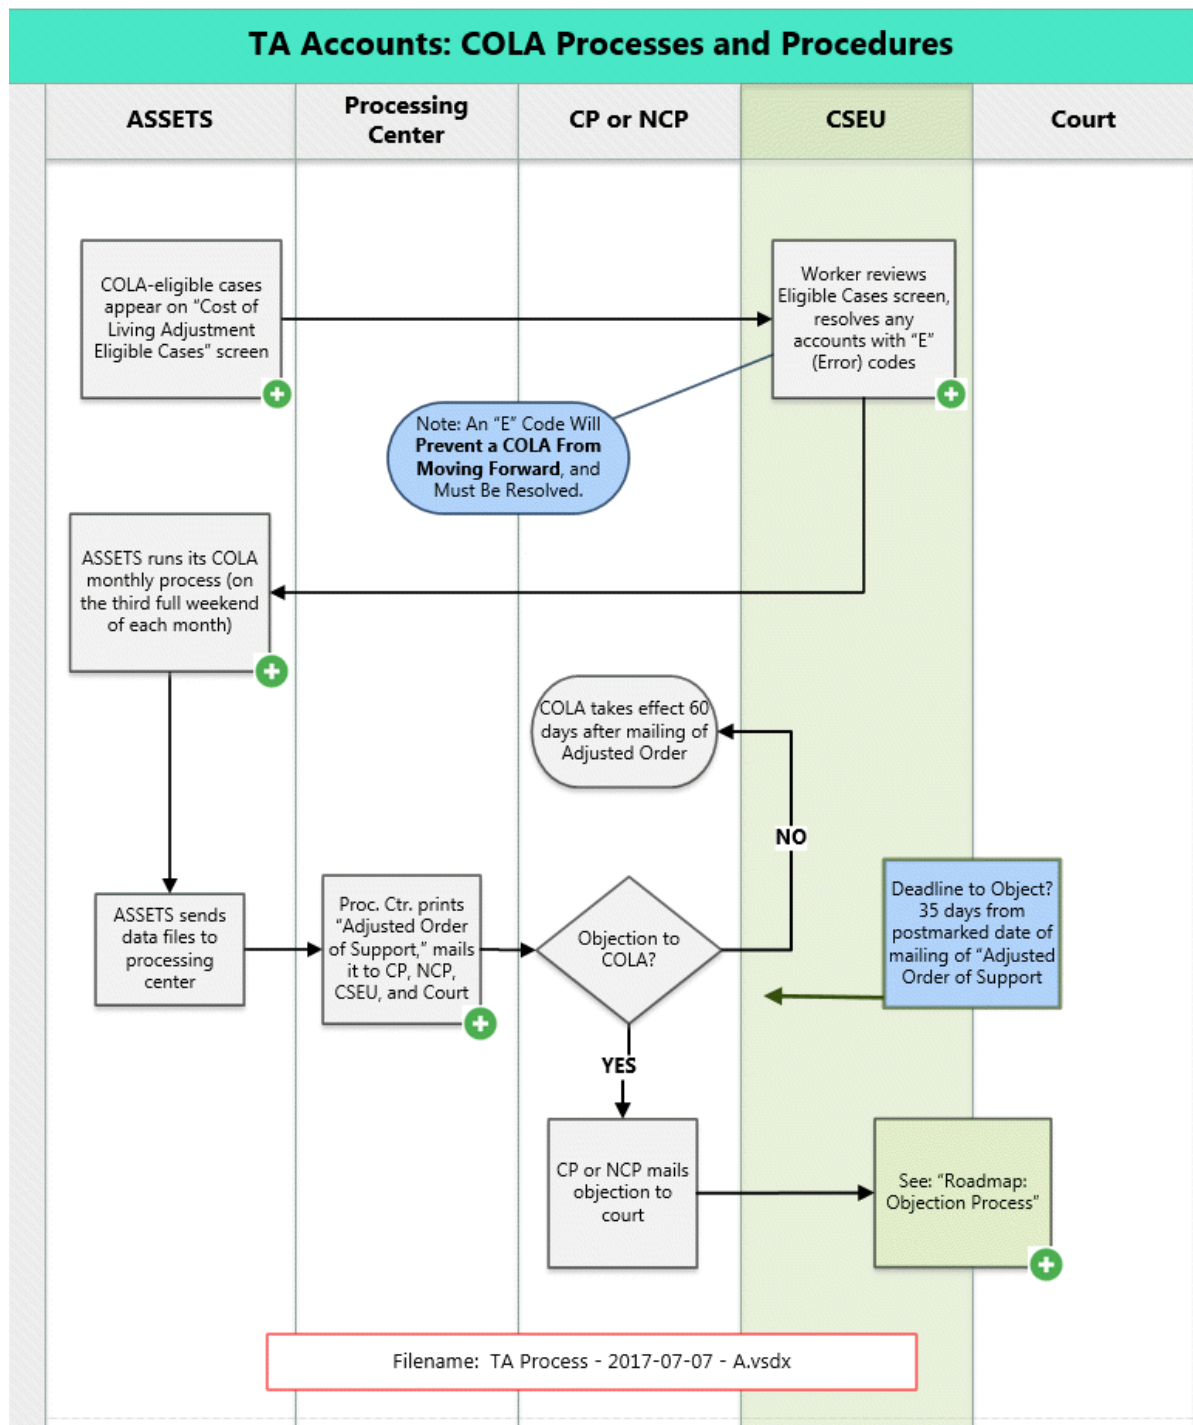 TA Accounts: COLA Processes and Procedures
ASSETS
Processing
Center
CP or NCP
CSEU
Court
COLA-eligible cases
appear on “Cost of
Living Adjustment
Eligible Cases” screen
Worker reviews
Eligible Cases screen,
resolves any
accounts with “E”
(Error) codes
Note: An “E” Code Will
Prevent a COLA From
Moving Forward, and
Must Be Resolved.
ASSETS runs its COLA
monthly process (on
the third full weekend
of each month)
COLA takes effect 60
days after mailing of
Adjusted Order
NO
ASSETS sends
data files to
processing
center
Proc. Ctr. prints
“Adjusted Order
of Support,” mails
it to CP, NCP,
CSEU, and Court
Objection to
COLA?
Deadline to Object?
35 days from
postmarked date of
mailing of “Adjusted
Order of Support
YES
CP or NCP mails
objection to
court
See: “Roadmap:
Objection Process”
Filename: TA Process - 2017-07-07 - A.vsdx